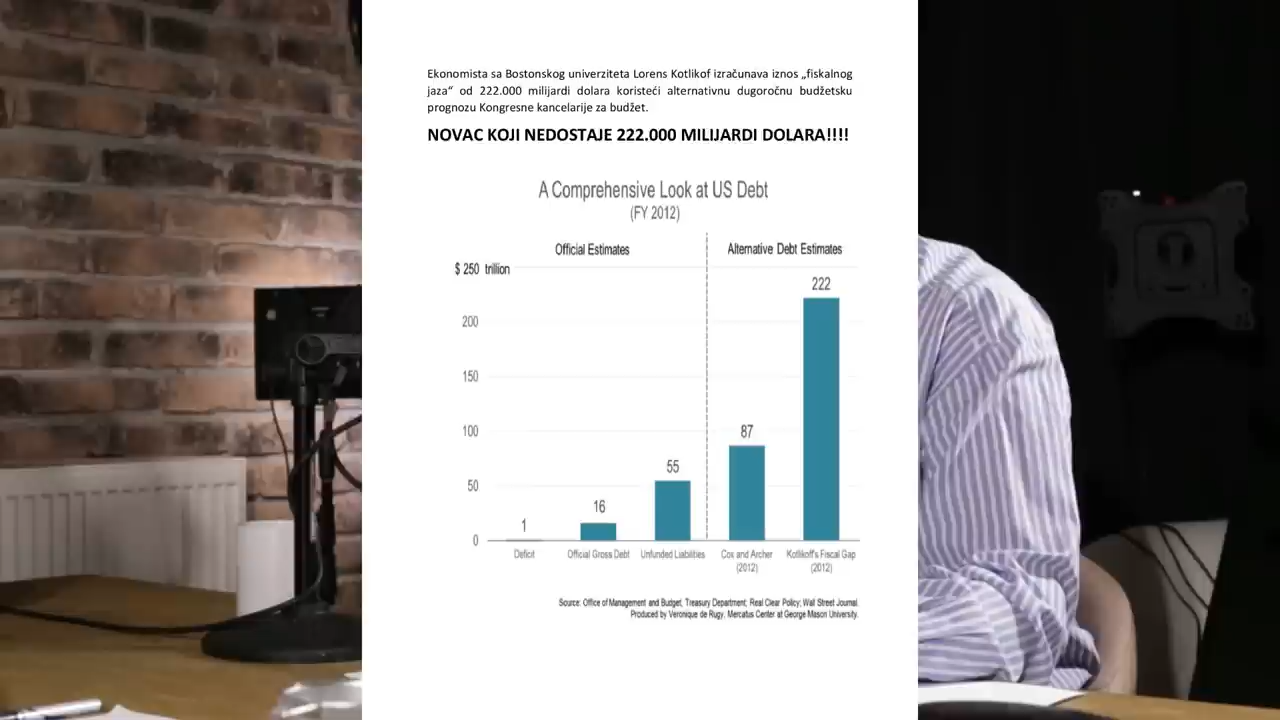 Ekonomista sa Bostonskog univerziteta Lorens Kotlikof izračunava iznos „fiskalnog
jaza“ od 222.000 milijardi dolara koristeći alternativnu dugoročnu budžetsku
prognozu Kongresne kancelarije za budžet.
NOVAC KOJI NEDOSTAJE 222.000 MILIJARDI DOLARA!!!!
A Comprehensive Look at US Debt
(FY 2012)
Official Estimates
Alternative Debt Estimates
$ 250 trillion
222
200
150
100
87
50
55
16
1
0
Deficit
Official Gross Debt
Unfunded Liabilities
Cox and Archer
(2012)
Kotlikoff's Fiscal Gap
(2012)
Source: Office of Management and Budget, Treasury Department; Real Clear Policy; Wall Street Journal.
Produced by Veronique de Rugy, Mercatus Center at George Mason University.